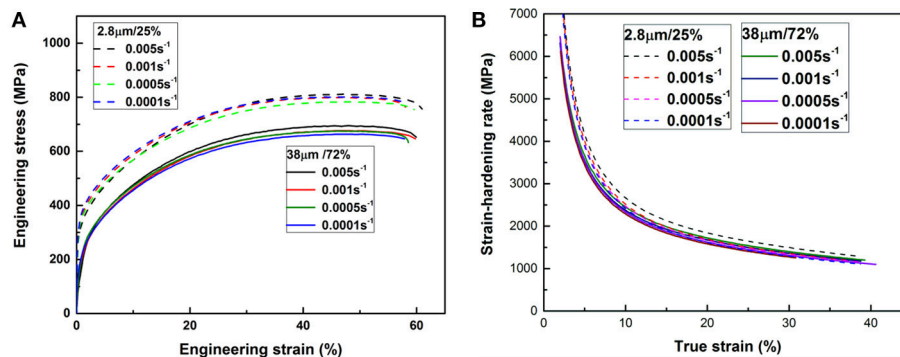 A
Engineering stress (MPa)
1000
800
600
400
200
0
2.8μm/25%
0.005s⁻¹
0.001s⁻¹
0.0005s⁻¹
0.0001s⁻¹
38μm /72%
0.005s⁻¹
0.001s⁻¹
0.0005s⁻¹
0.0001s⁻¹
0 20 40 60
Engineering strain (%)
B
Strain-hardening rate (MPa)
7000
6000
5000
4000
3000
2000
1000
0
2.8μm/25%
0.005s⁻¹
0.001s⁻¹
0.0005s⁻¹
0.0001s⁻¹
38μm/72%
0.005s⁻¹
0.001s⁻¹
0.0005s⁻¹
0.0001s⁻¹
0 10 20 30 40
True strain (%)